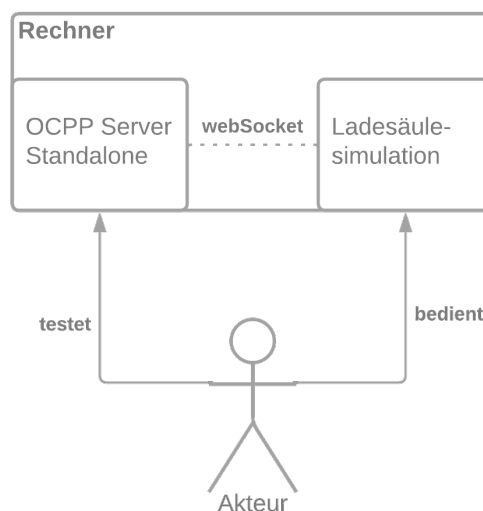 Rechner
OCPP Server
Standalone
webSocket
Ladesäule-
simulation
testet
bedient
Akteur